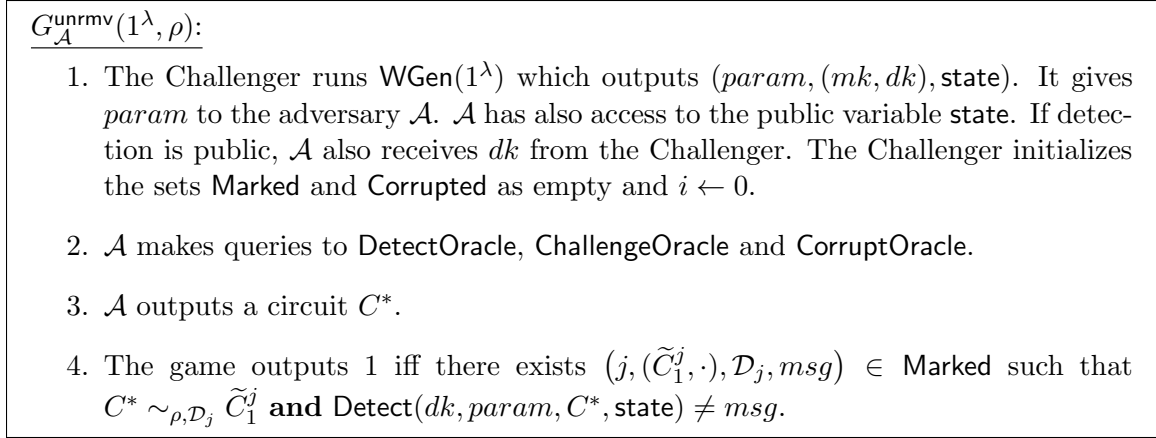 G_𝒜^unrmv(1^λ, ρ):
1. The Challenger runs WGen(1^λ) which outputs (param, (mk, dk), state). It gives
param to the adversary 𝒜. 𝒜 has also access to the public variable state. If detec-
tion is public, 𝒜 also receives dk from the Challenger. The Challenger initializes
the sets Marked and Corrupted as empty and i ← 0.
2. 𝒜 makes queries to DetectOracle, ChallengeOracle and CorruptOracle.
3. 𝒜 outputs a circuit C*.
4. The game outputs 1 iff there exists (j, (C̃_1^j, ·), 𝒟_j, msg) ∈ Marked such that
C* ∼_{ρ,𝒟_j} C̃_1^j and Detect(dk, param, C*, state) ≠ msg.